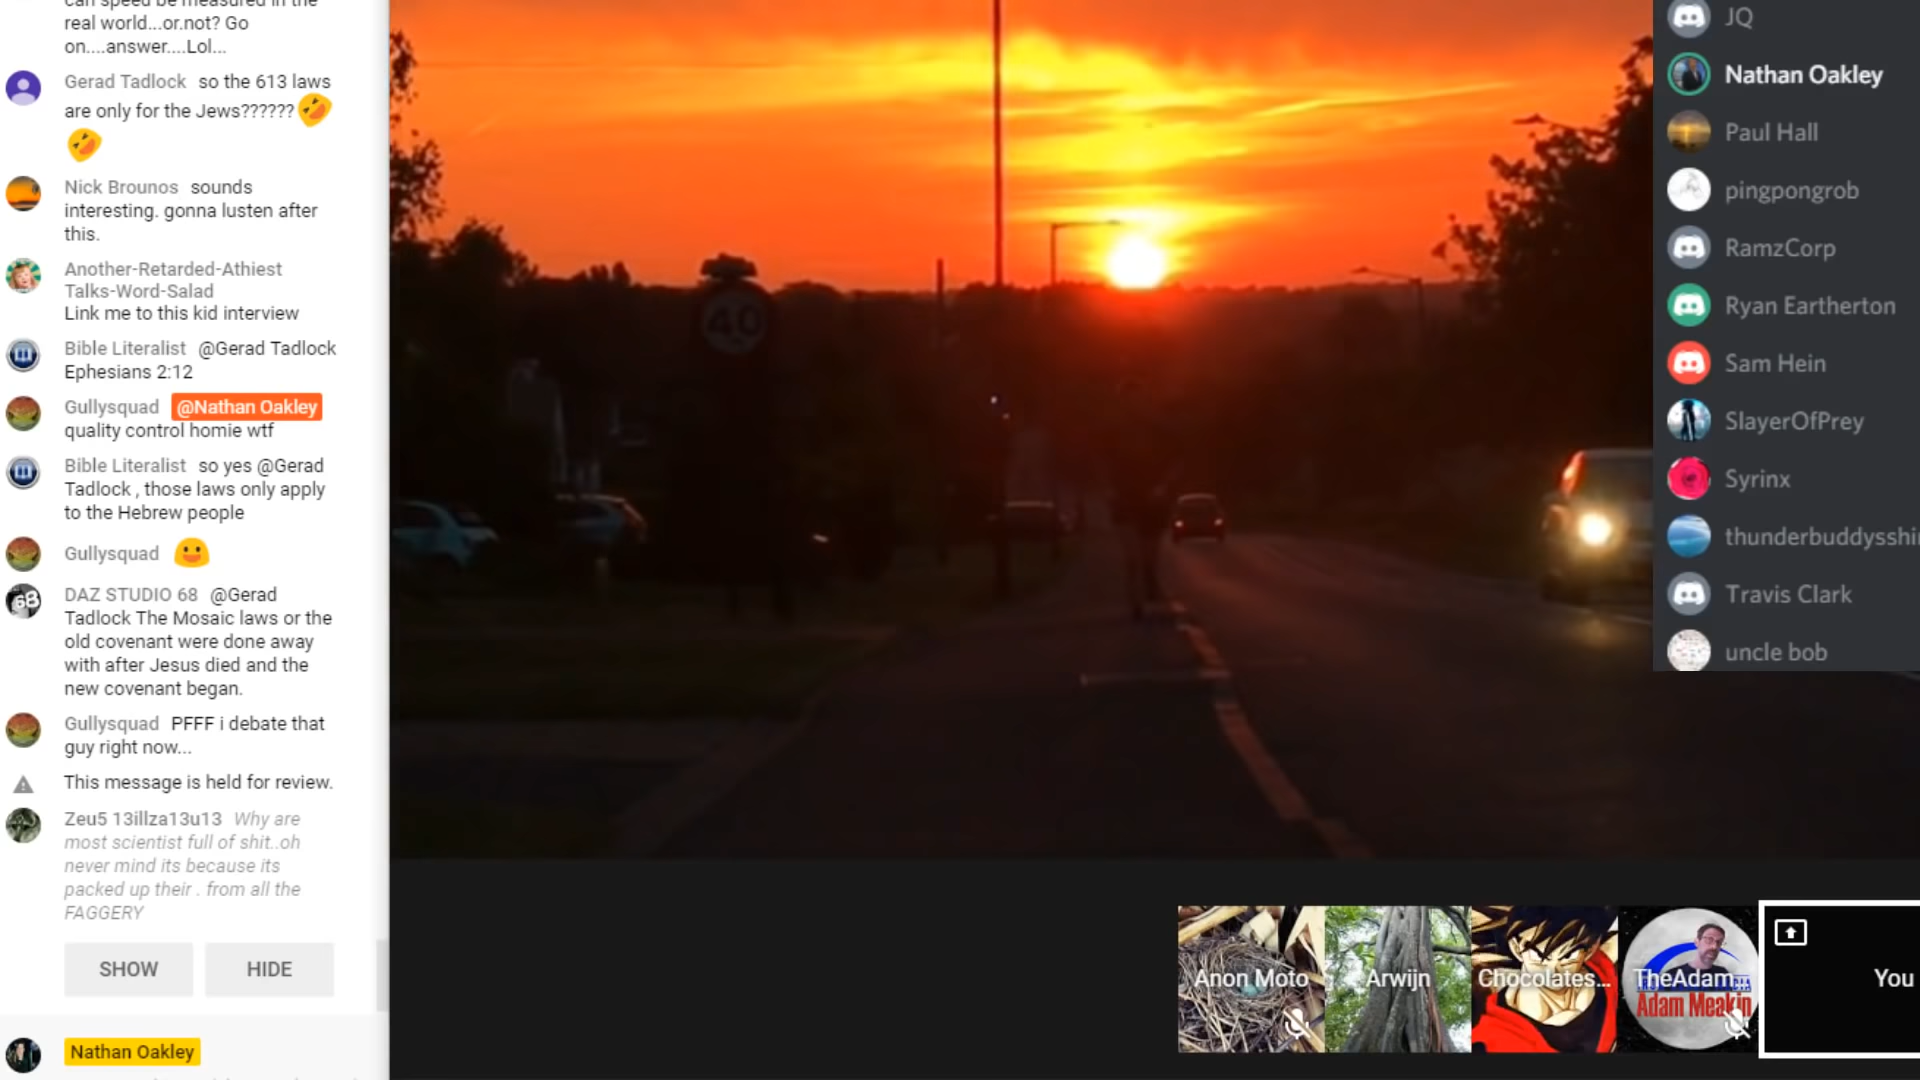 can speed be measured in the
real world...or.not? Go
on....answer....Lol...
Gerad Tadlock so the 613 laws
are only for the Jews??????
Nick Brounos sounds
interesting. gonna lusten after
this.
Another-Retarded-Athiest
Talks-Word-Salad
Link me to this kid interview
Bible Literalist @Gerad Tadlock
Ephesians 2:12
Gullysquad @Nathan Oakley
quality control homie wtf
Bible Literalist so yes @Gerad
Tadlock , those laws only apply
to the Hebrew people
Gullysquad
68
DAZ STUDIO 68 @Gerad
Tadlock The Mosaic laws or the
old covenant were done away
with after Jesus died and the
new covenant began.
Gullysquad PFFF i debate that
guy right now...
This message is held for review.
Zeu5 13illza13u13 Why are
most scientist full of shit..oh
never mind its because its
packed up their . from all the
FAGGERY
SHOW HIDE
Nathan Oakley
40
JQ
Nathan Oakley
Paul Hall
pingpongrob
RamzCorp
Ryan Eartherton
Sam Hein
SlayerOfPrey
Syrinx
thunderbuddysshi
Travis Clark
uncle bob
Anon Moto
Arwijn
Chocolates...
TheAdam...
Adam Meakin
You